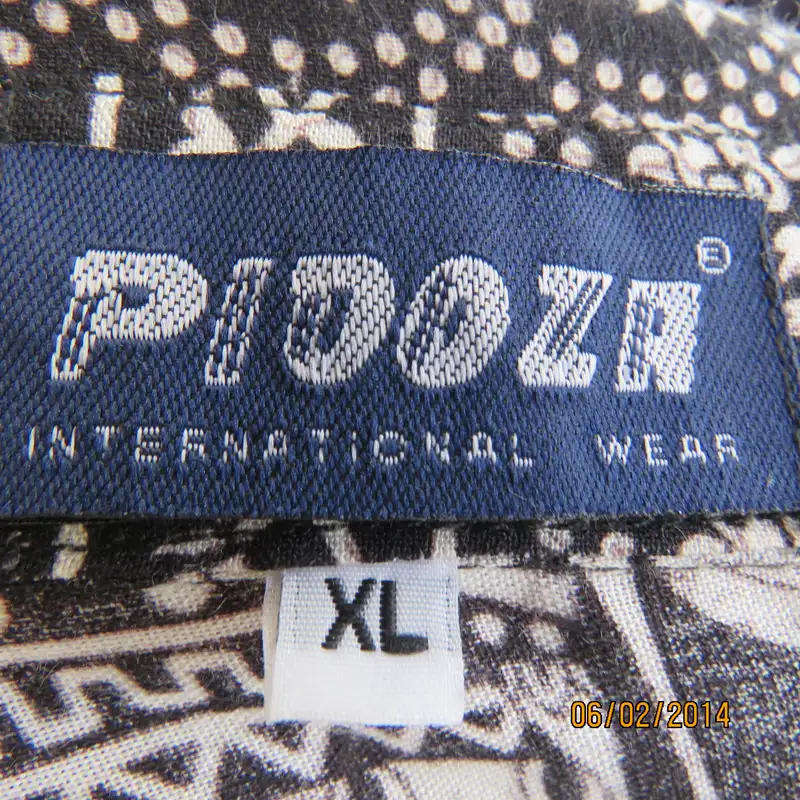 PIDOZA
INTERNATIONAL WEAR
XL
06/02/2014